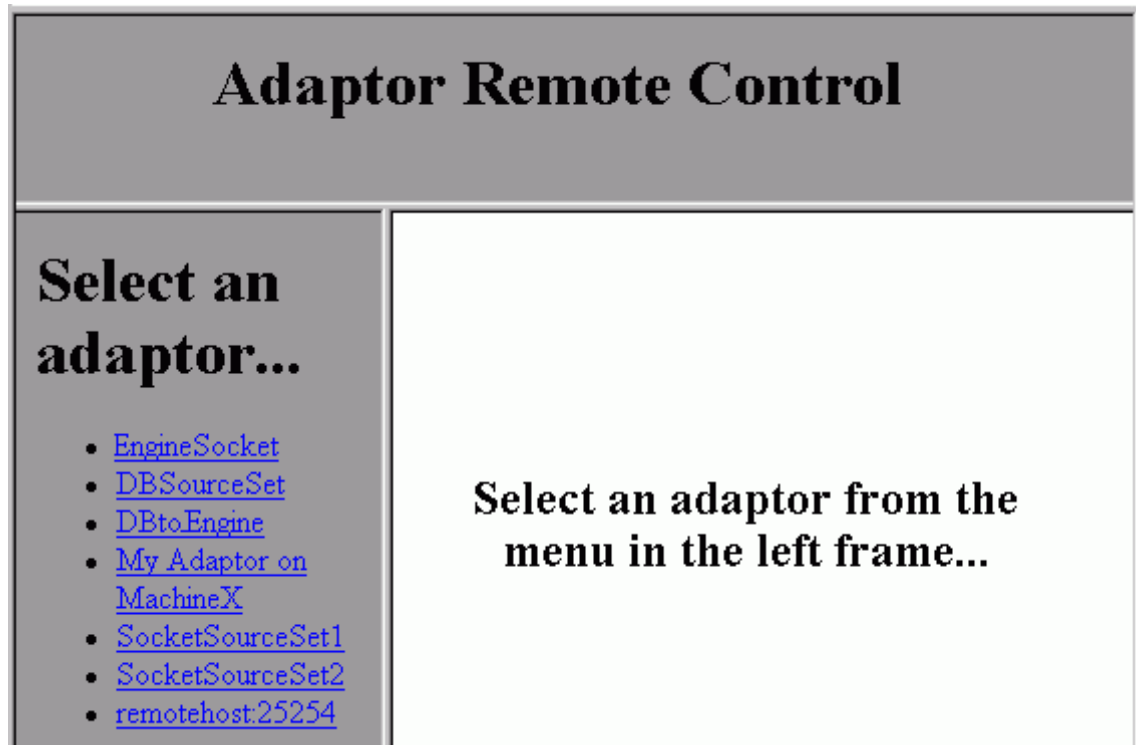 Adaptor Remote Control
Select an
adaptor...
EngineSocket
DBSourceSet
DBtoEngine
My Adaptor on
MachineX
SocketSourceSet1
SocketSourceSet2
remotehost:25254
Select an adaptor from the
menu in the left frame...